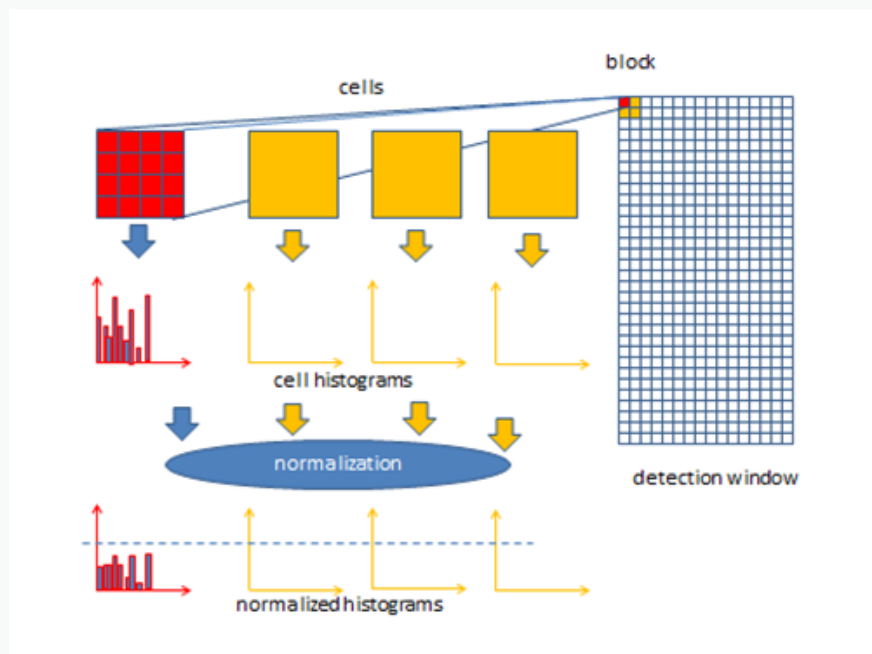 block
cells
cell histograms
normalization
detection window
normalized histograms